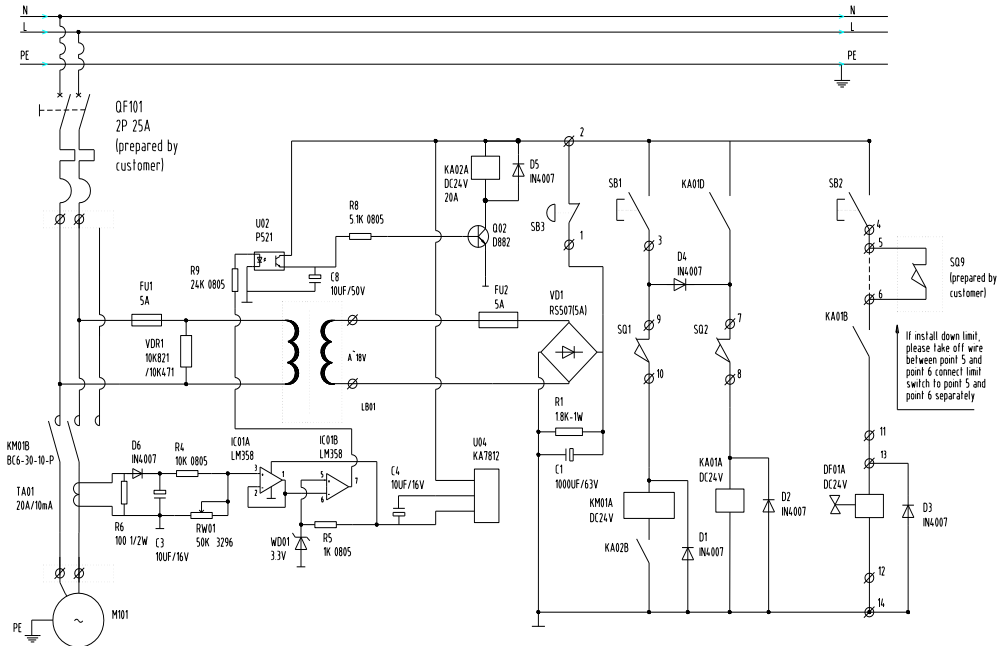 N
L
PE
N
L
PE
QF101
2P 25A
(prepared by
customer)
2
KA02A
DC24V
20A
D5
IN4007
SB1
KA01D
SB2
SB3
R8
5.1K 0805
U02
P521
Q02
D882
1
3
4
5
R9
24K 0805
C8
10UF/50V
D4
IN4007
SQ9
(prepared by
customer)
FU1
5A
FU2
5A
VD1
RS507(5A)
6
9
7
KA01B
SQ1
SQ2
VDR1
10K821
/10K471
A~18V
If install down limit,
please take off wire
between point 5 and
point 6 connect limit
switch to point 5 and
point 6 separately
10
8
LB01
R1
1.8K-1W
11
KM01B
BC6-30-10-P
D6
IN4007
R4
10K 0805
IC01A
LM358
IC01B
LM358
U04
KA7812
13
3
1
2
5
7
6
C4
10UF/16V
C1
1000UF/63V
KA01A
DC24V
DF01A
DC24V
TA01
20A/10mA
KM01A
DC24V
D2
IN4007
D3
IN4007
R6
100 1/2W
C3
10UF/16V
RW01
50K 3296
WD01
3.3V
R5
1K 0805
KA02B
D1
IN4007
12
14
M101
~
PE